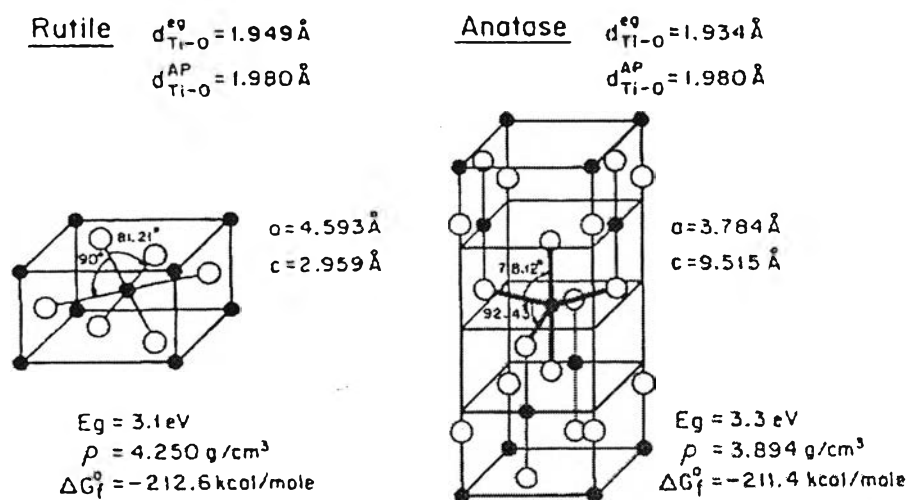 Rutile
d^{eq}_{Ti-O} = 1.949 Å
d^{AP}_{Ti-O} = 1.980 Å
81.21°
90°
a = 4.593 Å
c = 2.959 Å
Eg = 3.1 eV
ρ = 4.250 g/cm³
ΔG°_f = -212.6 kcal/mole
Anatase
d^{eq}_{Ti-O} = 1.934 Å
d^{AP}_{Ti-O} = 1.980 Å
78.12°
92.43
a = 3.784 Å
c = 9.515 Å
Eg = 3.3 eV
ρ = 3.894 g/cm³
ΔG°_f = -211.4 kcal/mole